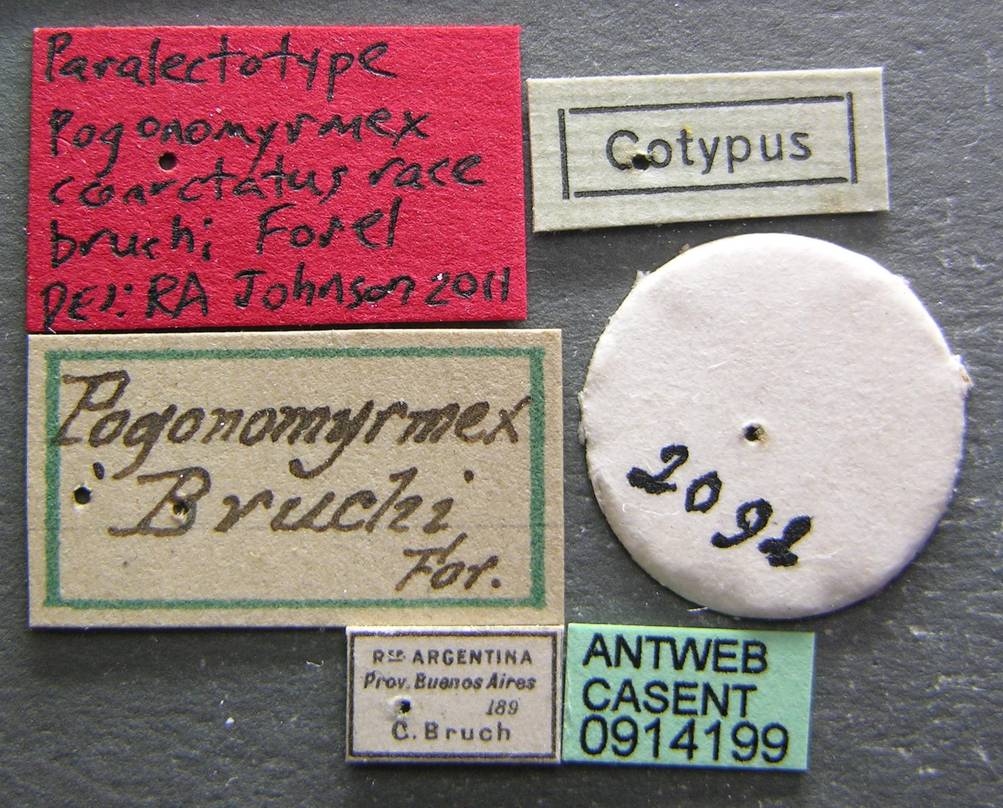 Paralectotype
Pogonomyrmex
coarctatus race
bruchi Forel
Det: RA Johnson 2011
Cotypus
Pogonomyrmex
Bruchi
For.
2091
Rep. ARGENTINA
Prov. Buenos Aires
189
C. Bruch
ANTWEB
CASENT
0914199